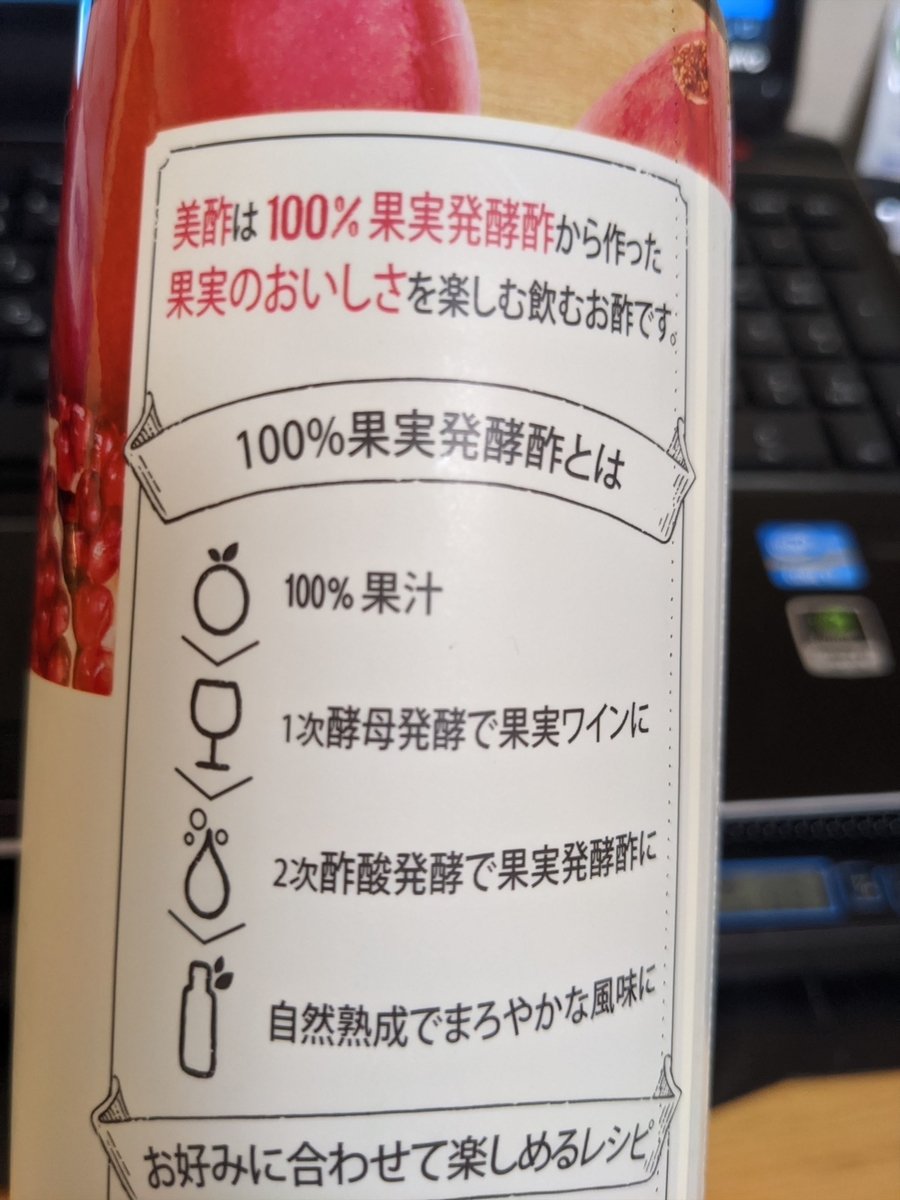 美酢は100%果実発酵酢から作った
果実のおいしさを楽しむ飲むお酢です。
100%果実発酵酢とは
100%果汁
1次酵母発酵で果実ワインに
2次酢酸発酵で果実発酵酢に
自然熟成でまろやかな風味に
お好みに合わせて楽しめるレシピ